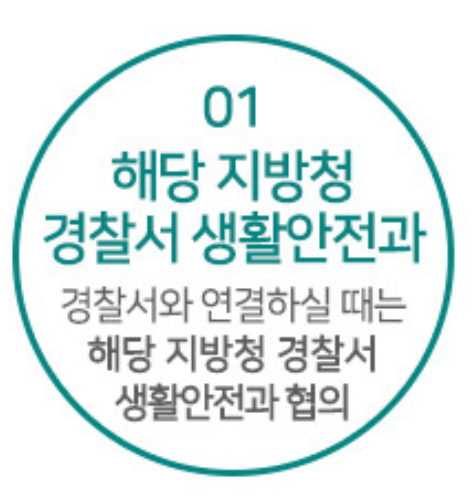 01
해당 지방청
경찰서 생활안전과
경찰서와 연결하실 때는
해당 지방청 경찰서
생활안전과 협의